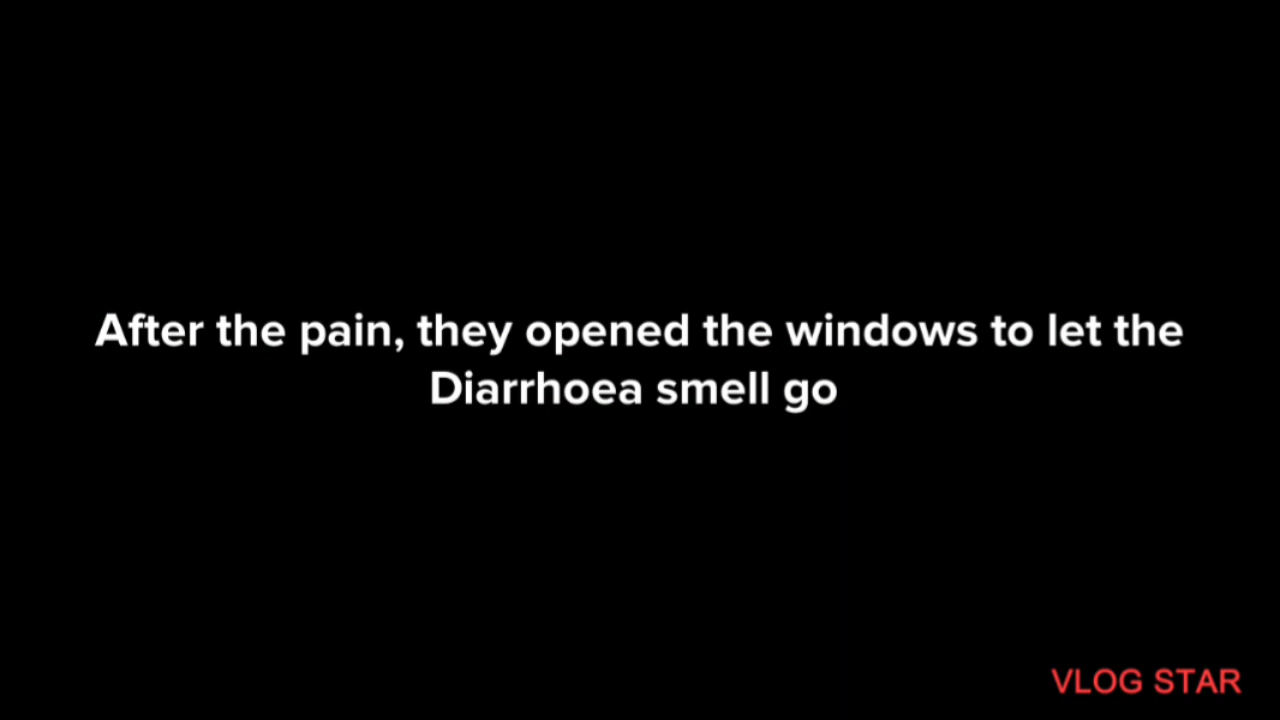 After the pain, they opened the windows to let the
Diarrhoea smell go
VLOG STAR